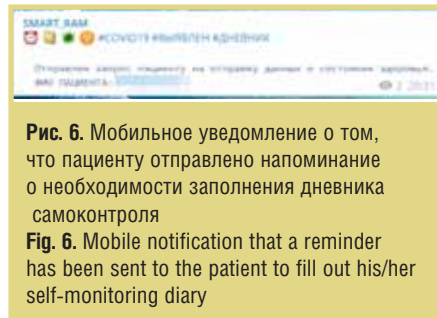 SMART_RAM
#COVID19 #ВЫЯВЛЕН #ДНЕВНИК
Отправлен запрос пациенту на отправку данных о состоянии здоровья.
ФИО ПАЦИЕНТА:
Рис. 6. Мобильное уведомление о том,
что пациенту отправлено напоминание
о необходимости заполнения дневника
самоконтроля
Fig. 6. Mobile notification that a reminder
has been sent to the patient to fill out his/her
self-monitoring diary